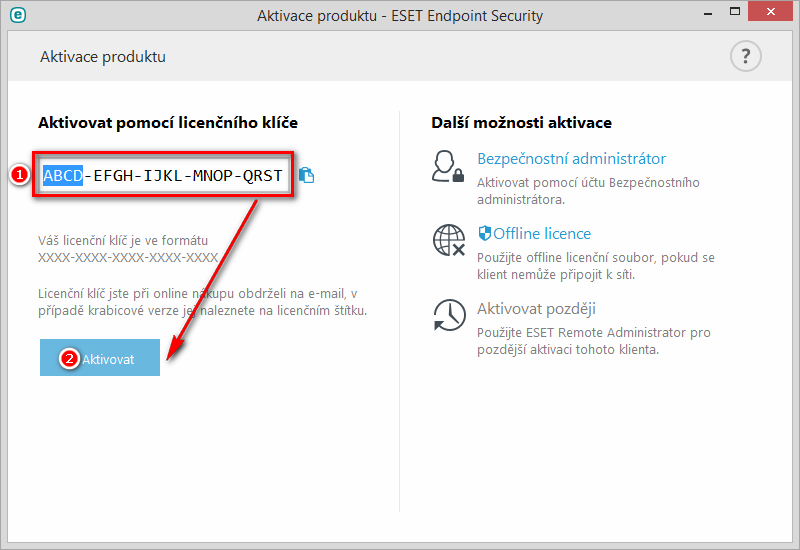 Aktivace produktu - ESET Endpoint Security
Aktivace produktu
?
Aktivovat pomocí licenčního klíče
1
ABCD-EFGH-IJKL-MNOP-QRST
Váš licenční klíč je ve formátu
XXXX-XXXX-XXXX-XXXX-XXXX
Licenční klíč jste při online nákupu obdrželi na e-mail, v
případě krabicové verze jej naleznete na licenčním štítku.
2 Aktivovat
Další možnosti aktivace
Bezpečnostní administrátor
Aktivovat pomocí účtu Bezpečnostního
administrátora.
Offline licence
Použijte offline licenční soubor, pokud se
klient nemůže připojit k síti.
Aktivovat později
Použijte ESET Remote Administrator pro
pozdější aktivaci tohoto klienta.